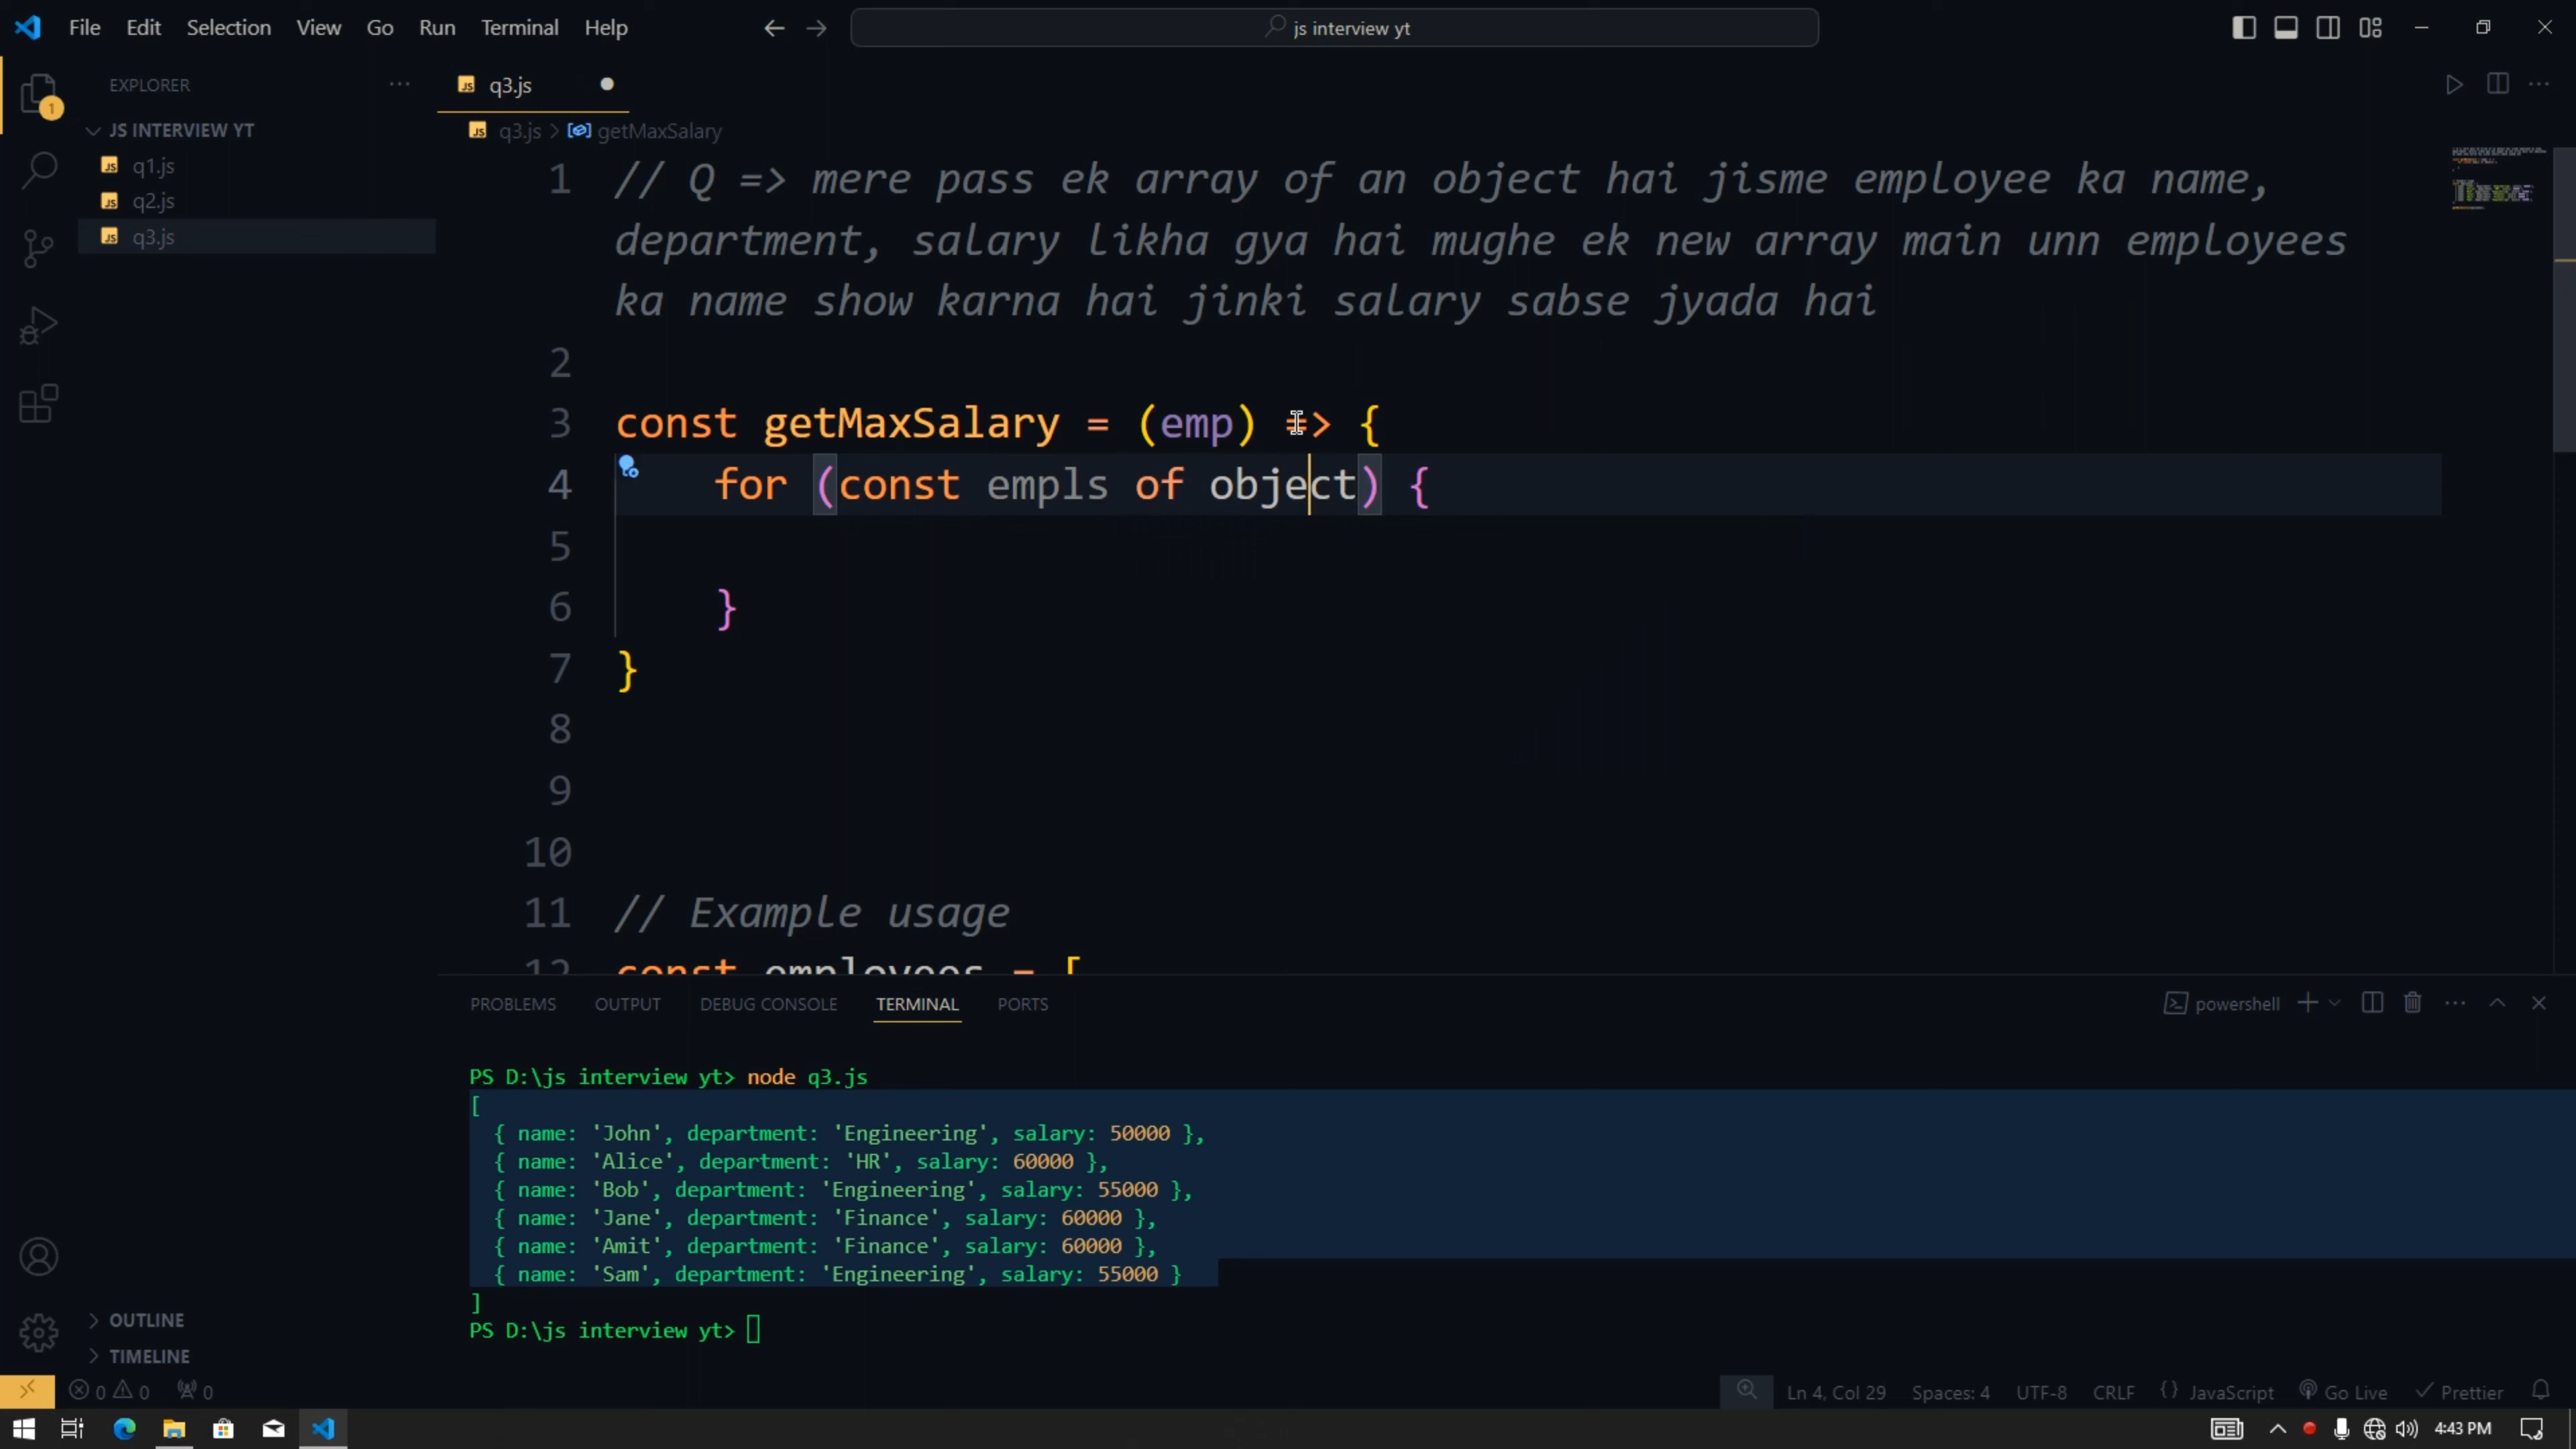 File Edit Selection View Go Run Terminal Help
js interview yt
EXPLORER
JS INTERVIEW YT
q1.js
q2.js
q3.js
1
q3.js
q3.js > getMaxSalary
1 // Q => mere pass ek array of an object hai jisme employee ka name,
department, salary likha gya hai mughe ek new array main unn employees
ka name show karna hai jinki salary sabse jyada hai
2
3 const getMaxSalary = (emp) => {
4 for (const empls of object) {
5
6 }
7 }
8
9
10
11 // Example usage
12 const employees = [
PROBLEMS OUTPUT DEBUG CONSOLE TERMINAL PORTS
powershell
PS D:\js interview yt> node q3.js
[
{ name: 'John', department: 'Engineering', salary: 50000 },
{ name: 'Alice', department: 'HR', salary: 60000 },
{ name: 'Bob', department: 'Engineering', salary: 55000 },
{ name: 'Jane', department: 'Finance', salary: 60000 },
{ name: 'Amit', department: 'Finance', salary: 60000 },
{ name: 'Sam', department: 'Engineering', salary: 55000 }
]
PS D:\js interview yt>
OUTLINE
TIMELINE
0 0 0
Ln 4, Col 29 Spaces: 4 UTF-8 CRLF {} JavaScript Go Live Prettier
4:43 PM